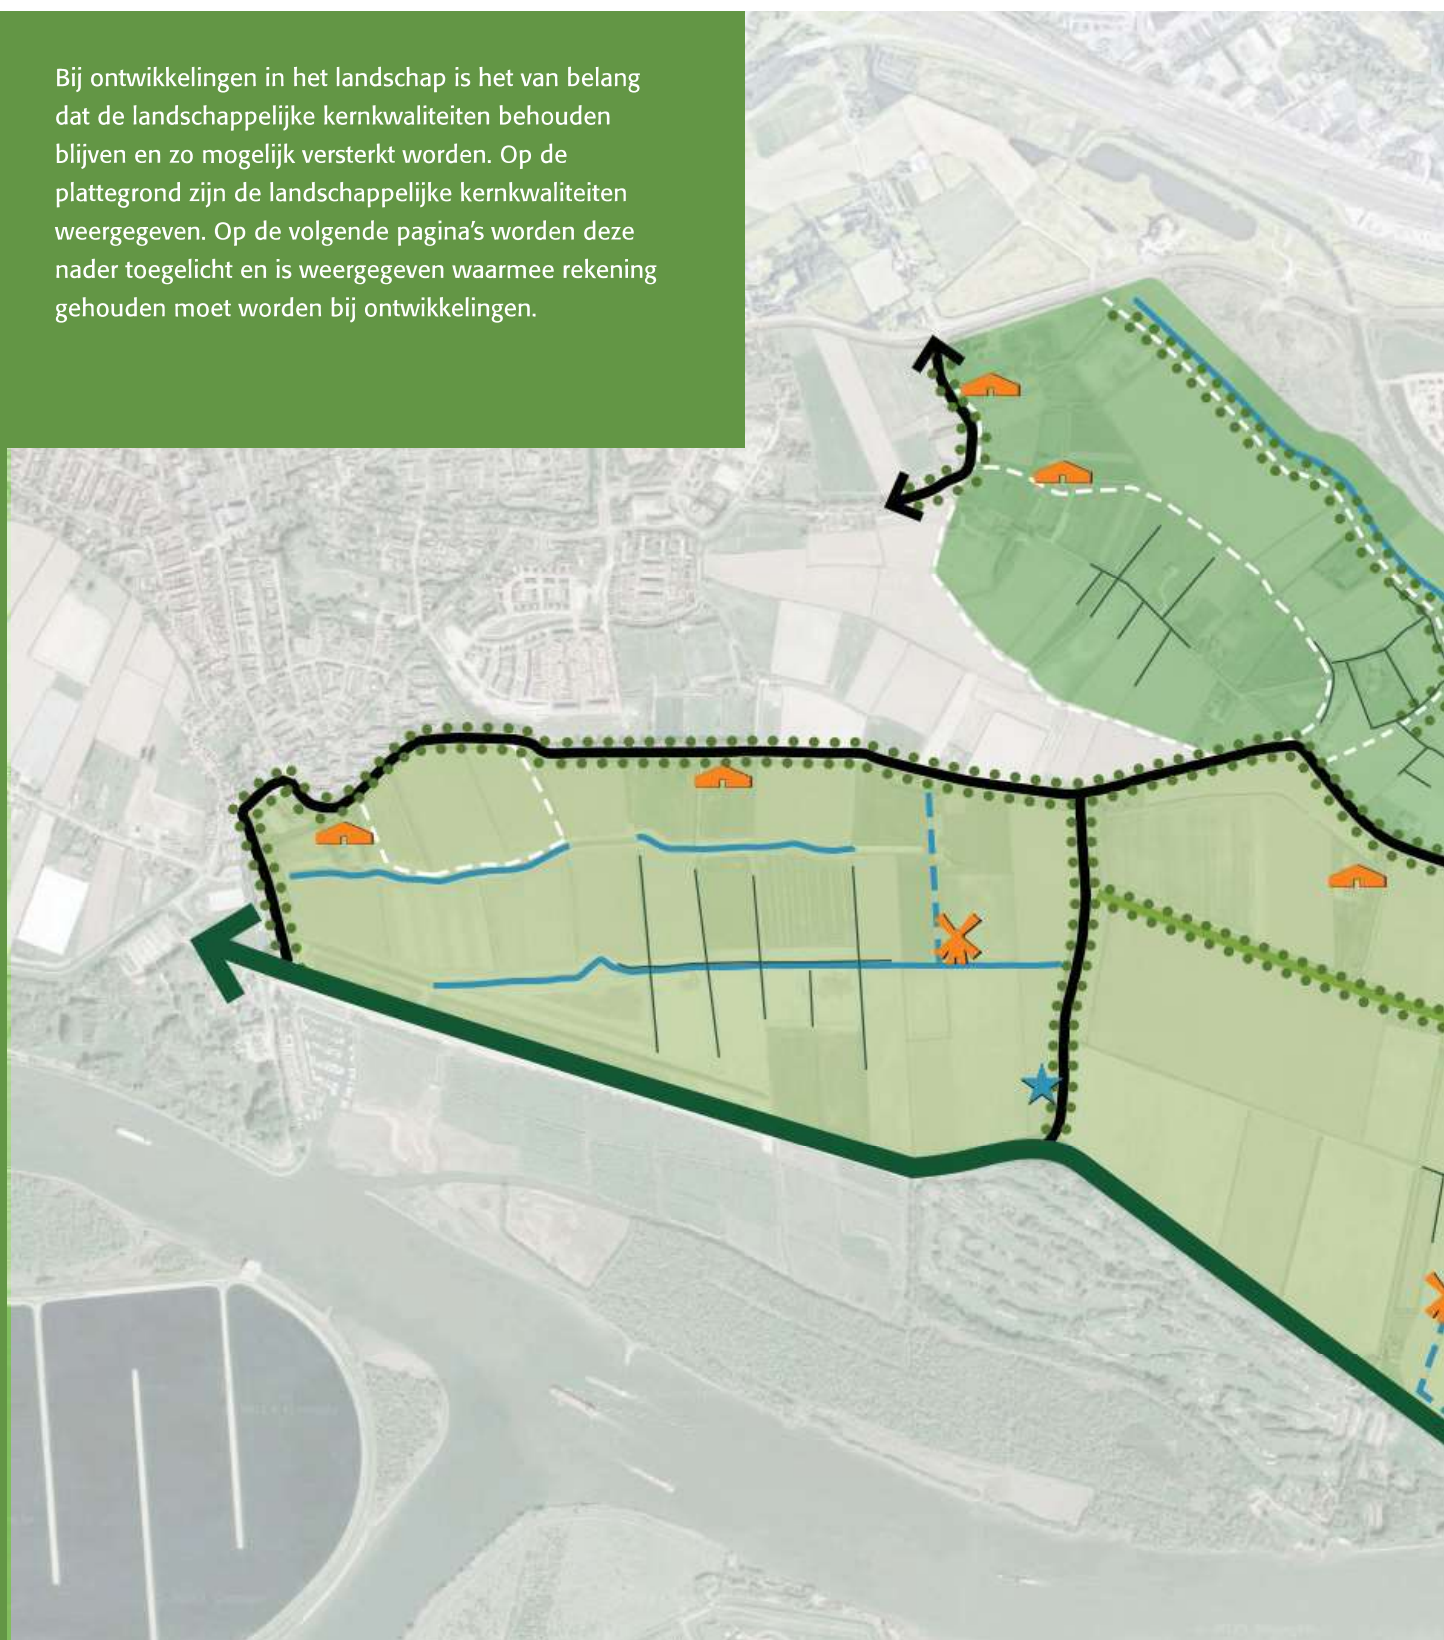 Bij ontwikkelingen in het landschap is het van belang
dat de landschappelijke kernkwaliteiten behouden
blijven en zo mogelijk versterkt worden. Op de
plattegrond zijn de landschappelijke kernkwaliteiten
weergegeven. Op de volgende pagina’s worden deze
nader toegelicht en is weergegeven waarmee rekening
gehouden moet worden bij ontwikkelingen.